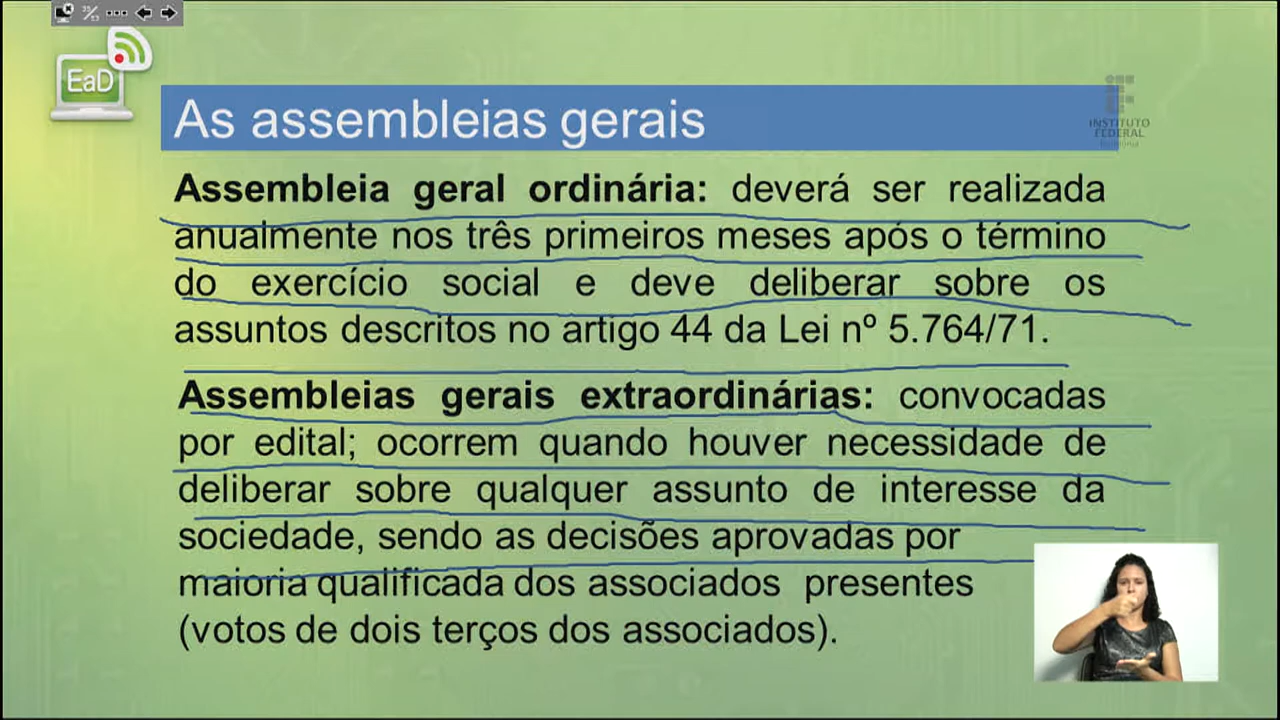 35/53
EaD
As assembleias gerais
INSTITUTO
FEDERAL
Assembleia geral ordinária: deverá ser realizada
anualmente nos três primeiros meses após o término
do exercício social e deve deliberar sobre os
assuntos descritos no artigo 44 da Lei nº 5.764/71.
Assembleias gerais extraordinárias: convocadas
por edital; ocorrem quando houver necessidade de
deliberar sobre qualquer assunto de interesse da
sociedade, sendo as decisões aprovadas por
maioria qualificada dos associados presentes
(votos de dois terços dos associados).